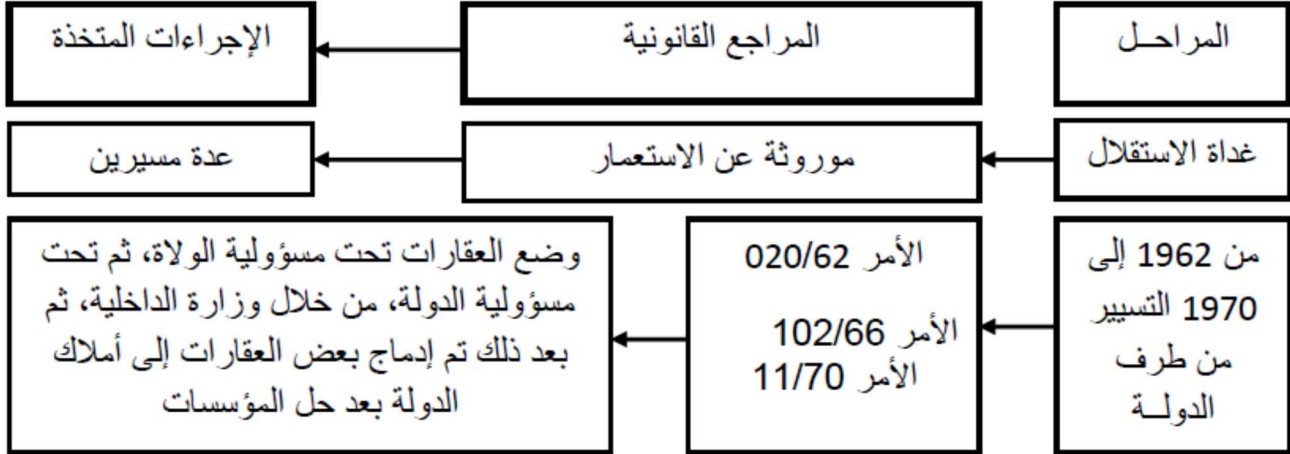 المراحــل
المراجع القانونية
الإجراءات المتخذة
غداة الاستقلال
موروثة عن الاستعمار
عدة مسيرين
من 1962 إلى
1970 التسيير
من طرف
الدولــة
الأمر 020/62
الأمر 102/66
الأمر 11/70
وضع العقارات تحت مسؤولية الولاة، ثم تحت
مسؤولية الدولة، من خلال وزارة الداخلية، ثم
بعد ذلك تم إدماج بعض العقارات إلى أملاك
الدولة بعد حل المؤسسات